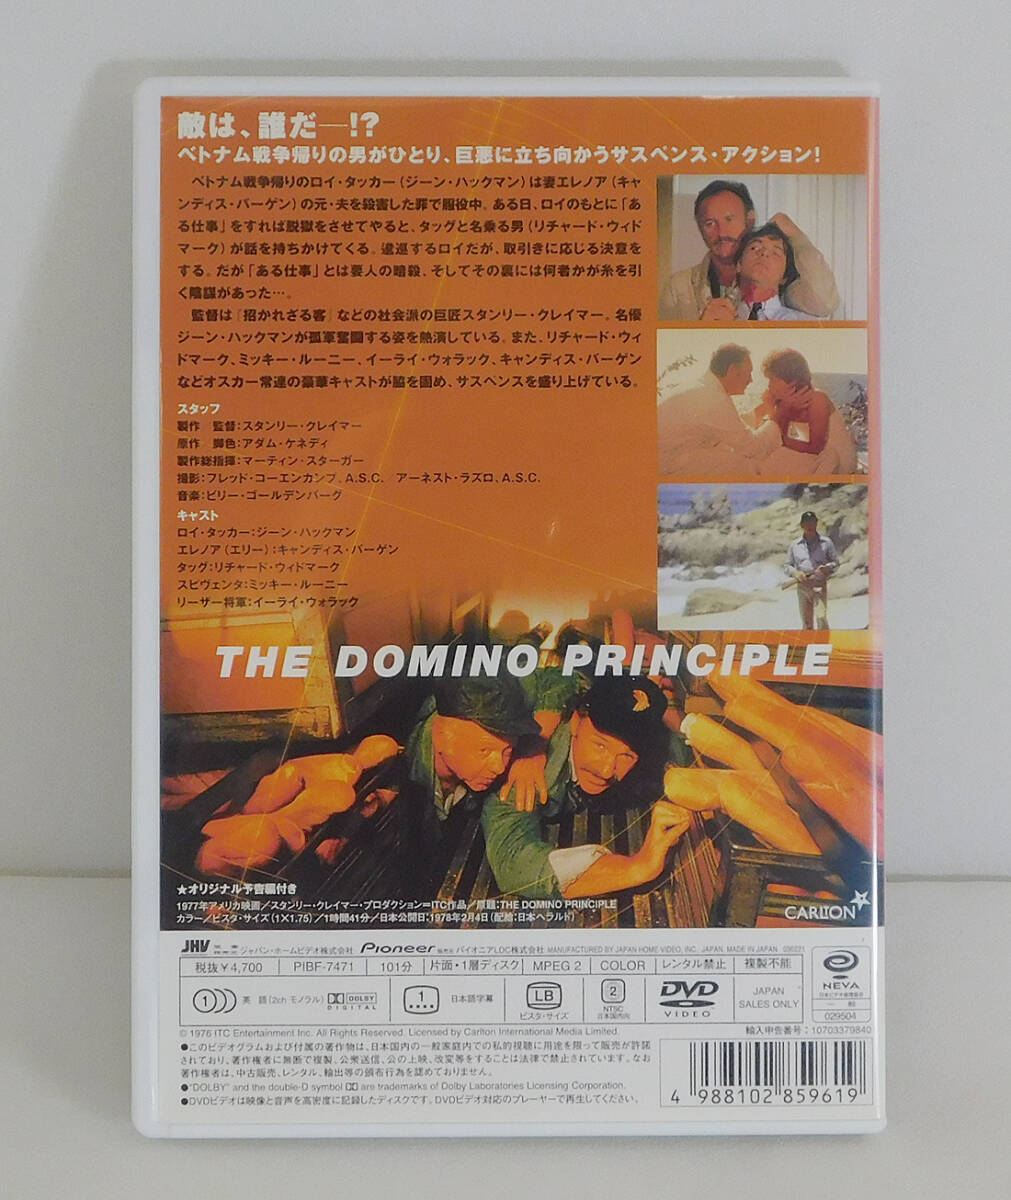 敵は、誰だ―!?
ベトナム戦争帰りの男がひとり、巨悪に立ち向かうサスペンス・アクション!
ベトナム戦争帰りのロイ・タッカー（ジーン・ハックマン）は妻エレノア（キャ
ンディス・バーゲン）の元・夫を殺害した罪で服役中。ある日、ロイのもとに「あ
る仕事」をすれば脱獄をさせてやると、タッグと名乗る男（リチャード・ウィド
マーク）が話を持ちかけてくる。逡巡するロイだが、取引きに応じる決意を
する。だが「ある仕事」とは要人の暗殺、そしてその裏には何者かが糸を引
く陰謀があった…。
監督は『招かれざる客』などの社会派の巨匠スタンリー・クレイマー。名優
ジーン・ハックマンが孤軍奮闘する姿を熱演している。また、リチャード・ウィ
ドマーク、ミッキー・ルーニー、イーライ・ウォラック、キャンディス・バーゲン
などオスカー常連の豪華キャストが脇を固め、サスペンスを盛り上げている。
スタッフ
製作 監督:スタンリー・クレイマー
原作 脚色:アダム・ケネディ
製作総指揮:マーティン・スターガー
撮影:フレッド・コーエンカンプ、A.S.C. アーネスト・ラズロ、A.S.C.
音楽:ビリー・ゴールデンバーグ
キャスト
ロイ・タッカー:ジーン・ハックマン
エレノア（エリー）:キャンディス・バーゲン
タッグ:リチャード・ウィドマーク
スピヴェンタ:ミッキー・ルーニー
リーザー将軍:イーライ・ウォラック
THE DOMINO PRINCIPLE
★オリジナル予告編付き
1977年アメリカ映画／スタンリー・クレイマー・プロダクション＝ITC作品／原題:THE DOMINO PRINCIPLE
カラー／ビスタ・サイズ（1×1.75）／1時間41分／日本公開日:1978年2月4日（配給:日本ヘラルド）
CARLTON
JHV ジャパン・ホームビデオ株式会社 Pioneer 販売元 パイオニアLDC株式会社 MANUFACTURED BY JAPAN HOME VIDEO, INC., JAPAN. MADE IN JAPAN 030221
税抜￥4,700 PIBF-7471 101分 片面・1層ディスク MPEG 2 COLOR レンタル禁止 複製不能
1 英 語（2ch モノラル） DOLBY DIGITAL 1 日本語字幕 LB ビスタ・サイズ 2 NTSC 日本国内向 DVD VIDEO JAPAN SALES ONLY
NEVA
日本ビデオ倫理協会
一 般
029504
© 1976 ITC Entertainment Inc. All Rights Reserved. Licensed by Carlton International Media Limited.
輸入申告番号:10703379840
●このビデオグラムおよび付属の著作物は、日本国内の一般家庭内での私的視聴に用途を限って販売が許諾
されており、著作権者に無断で複製、公衆送信、公の上映、改変等をすることは法律で禁止されています。なお
著作権者は、中古販売、レンタル、輸出等の頒布行為を認めておりません。
●"DOLBY" and the double-D symbol are trademarks of Dolby Laboratories Licensing Corporation.
●DVDビデオは映像と音声を高密度に記録したディスクです。DVDビデオ対応のプレーヤーで再生してください。
4 988102 859619